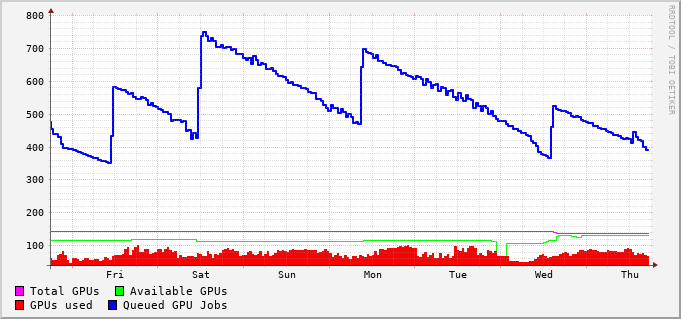 800
700
600
500
400
300
200
100
Fri Sat Sun Mon Tue Wed Thu
Total GPUs Available GPUs
GPUs used Queued GPU Jobs
RRDTOOL / TOBI OETIKER